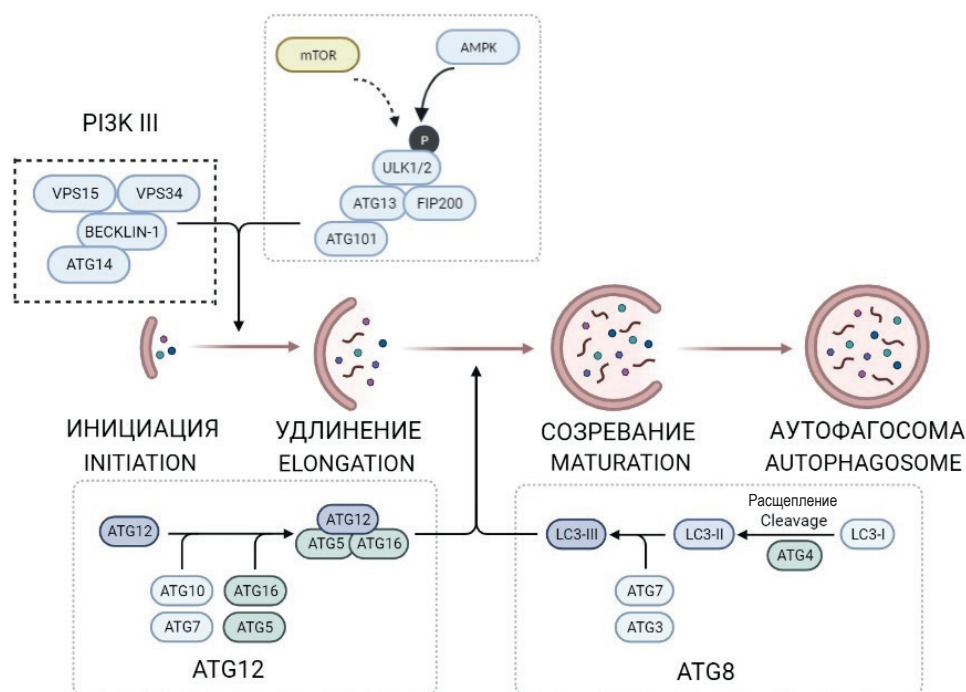 mTOR
AMPK
P
ULK1/2
ATG13
FIP200
ATG101
PI3K III
VPS15
VPS34
BECKLIN-1
ATG14
ИНИЦИАЦИЯ
INITIATION
УДЛИНЕНИЕ
ELONGATION
СОЗРЕВАНИЕ
MATURATION
АУТОФАГОСОМА
AUTOPHAGOSOME
ATG12
ATG12
ATG5
ATG16
ATG10
ATG7
ATG16
ATG5
ATG12
LC3-III
LC3-II
Расщепление
Cleavage
ATG4
LC3-I
ATG7
ATG3
ATG8